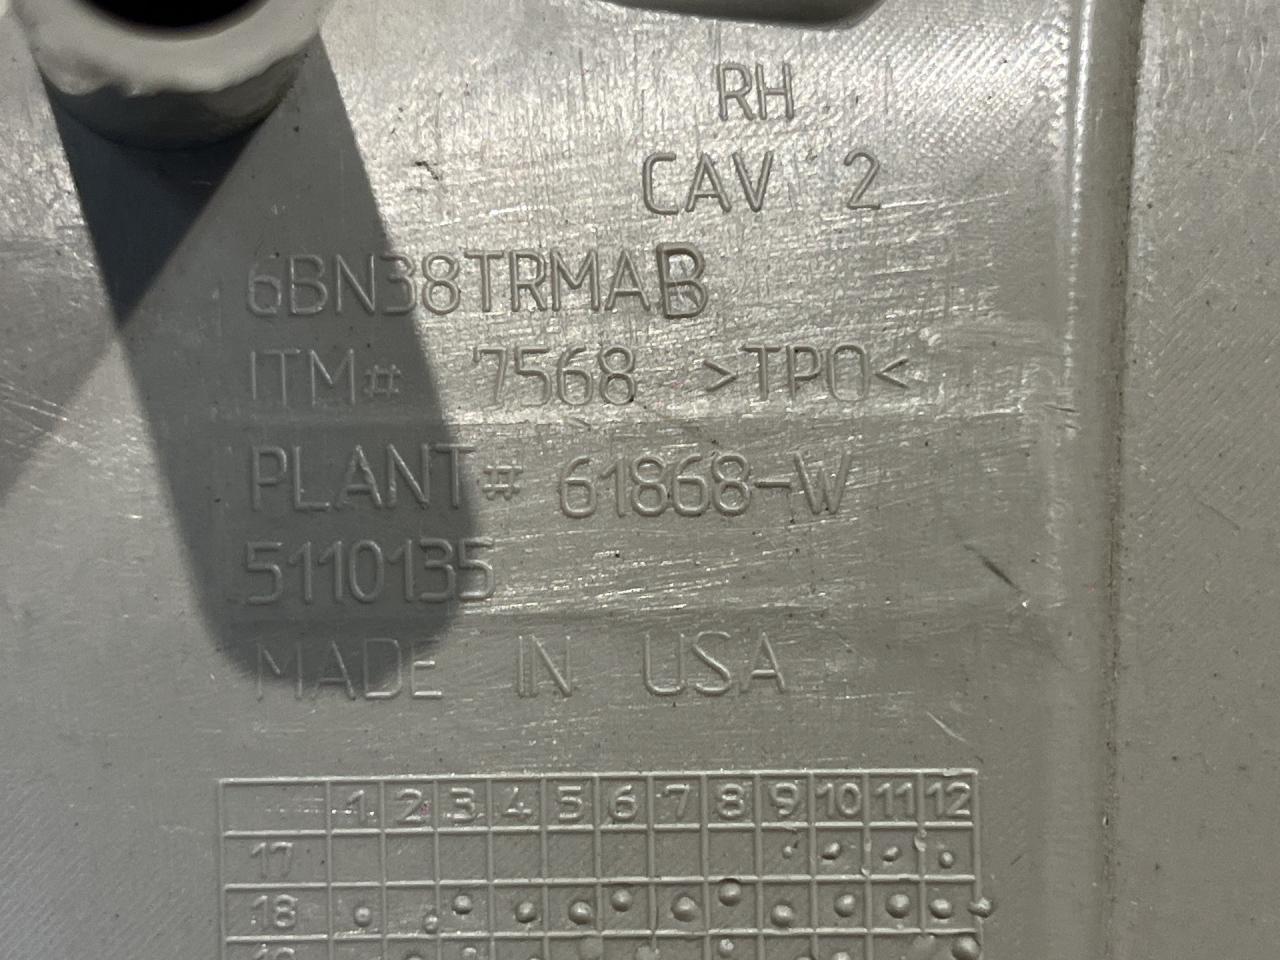 RH
CAV 2
6BN38TRMAB
ITM# 7568 >TPO<
PLANT# 61868-W
5110135
MADE IN USA
1 2 3 4 5 6 7 8 9 10 11 12
17
18